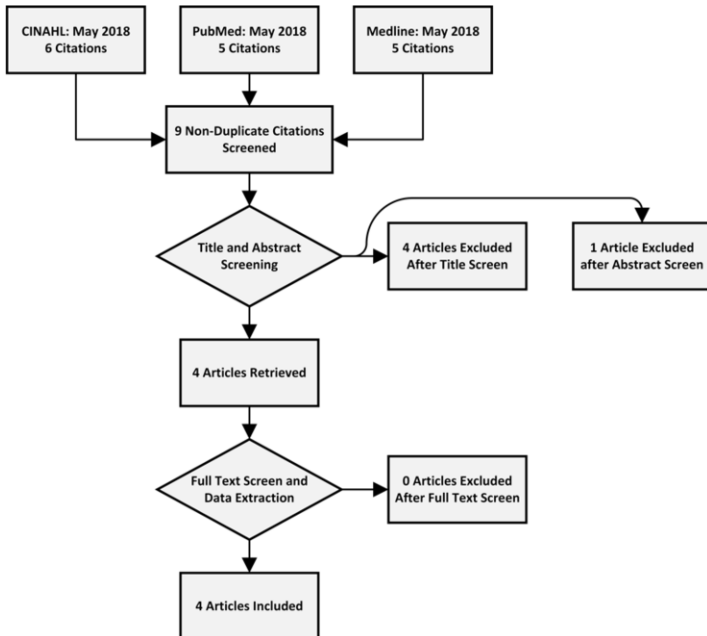 CINAHL: May 2018
6 Citations
PubMed: May 2018
5 Citations
Medline: May 2018
5 Citations
9 Non-Duplicate Citations
Screened
Title and Abstract
Screening
4 Articles Excluded
After Title Screen
1 Article Excluded
after Abstract Screen
4 Articles Retrieved
Full Text Screen and
Data Extraction
0 Articles Excluded
After Full Text Screen
4 Articles Included